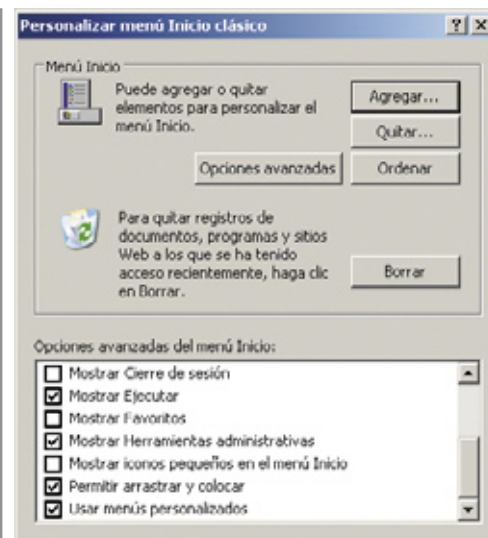 Personalizar menú Inicio clásico
Menú Inicio
Puede agregar o quitar
elementos para personalizar el
menú Inicio.
Agregar...
Quitar...
Opciones avanzadas
Ordenar
Para quitar registros de
documentos, programas y sitios
Web a los que se ha tenido
acceso recientemente, haga clic
en Borrar.
Borrar
Opciones avanzadas del menú Inicio:
Mostrar Cierre de sesión
Mostrar Ejecutar
Mostrar Favoritos
Mostrar Herramientas administrativas
Mostrar iconos pequeños en el menú Inicio
Permitir arrastrar y colocar
Usar menús personalizados